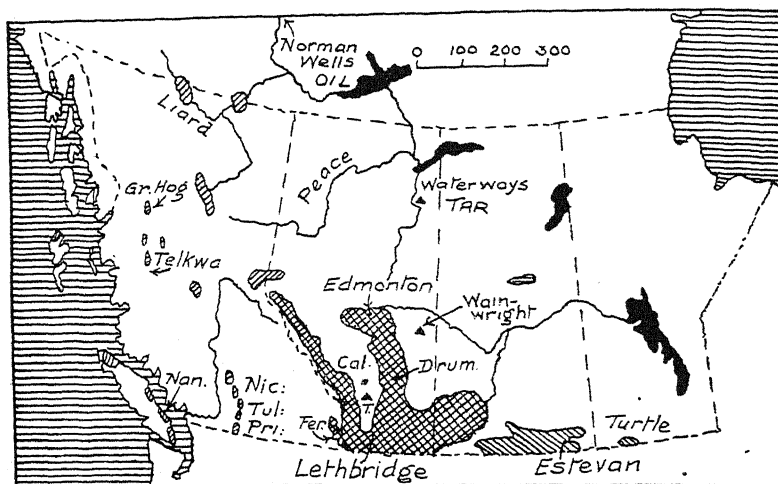 Norman
Wells
OIL
0 100 200 300
Liard
Peace
Gr. Hog
Waterways
TAR
Telkwa
Edmonton
Wain-
wright
Cal.
Drum.
T.
Nan.
Nic:
Tul:
Pri:
Fer.
Turtle
Lethbridge
Estevan